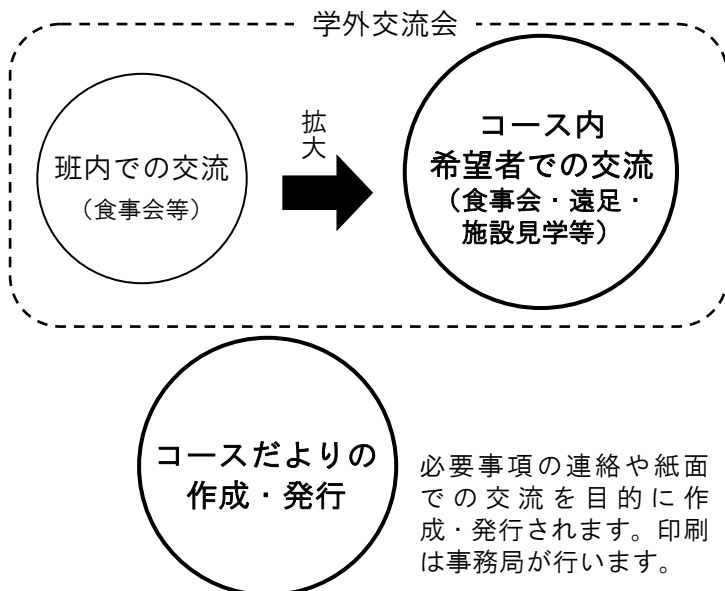 学外交流会
班内での交流
（食事会等）
拡大
コース内
希望者での交流
（食事会・遠足・
施設見学等）
コースだよりの
作成・発行
必要事項の連絡や紙面
での交流を目的に作
成・発行されます。印刷
は事務局が行います。